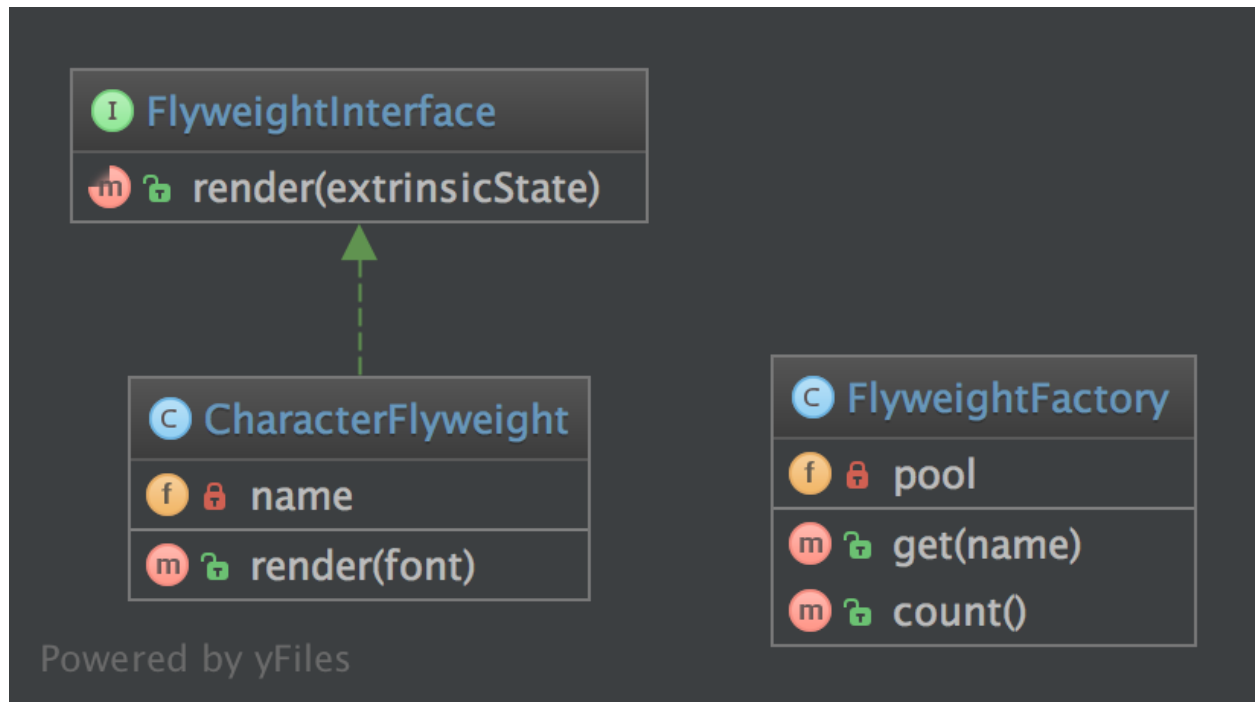 I FlyweightInterface
m render(extrinsicState)
C CharacterFlyweight
f name
m render(font)
C FlyweightFactory
f pool
m get(name)
m count()
Powered by yFiles